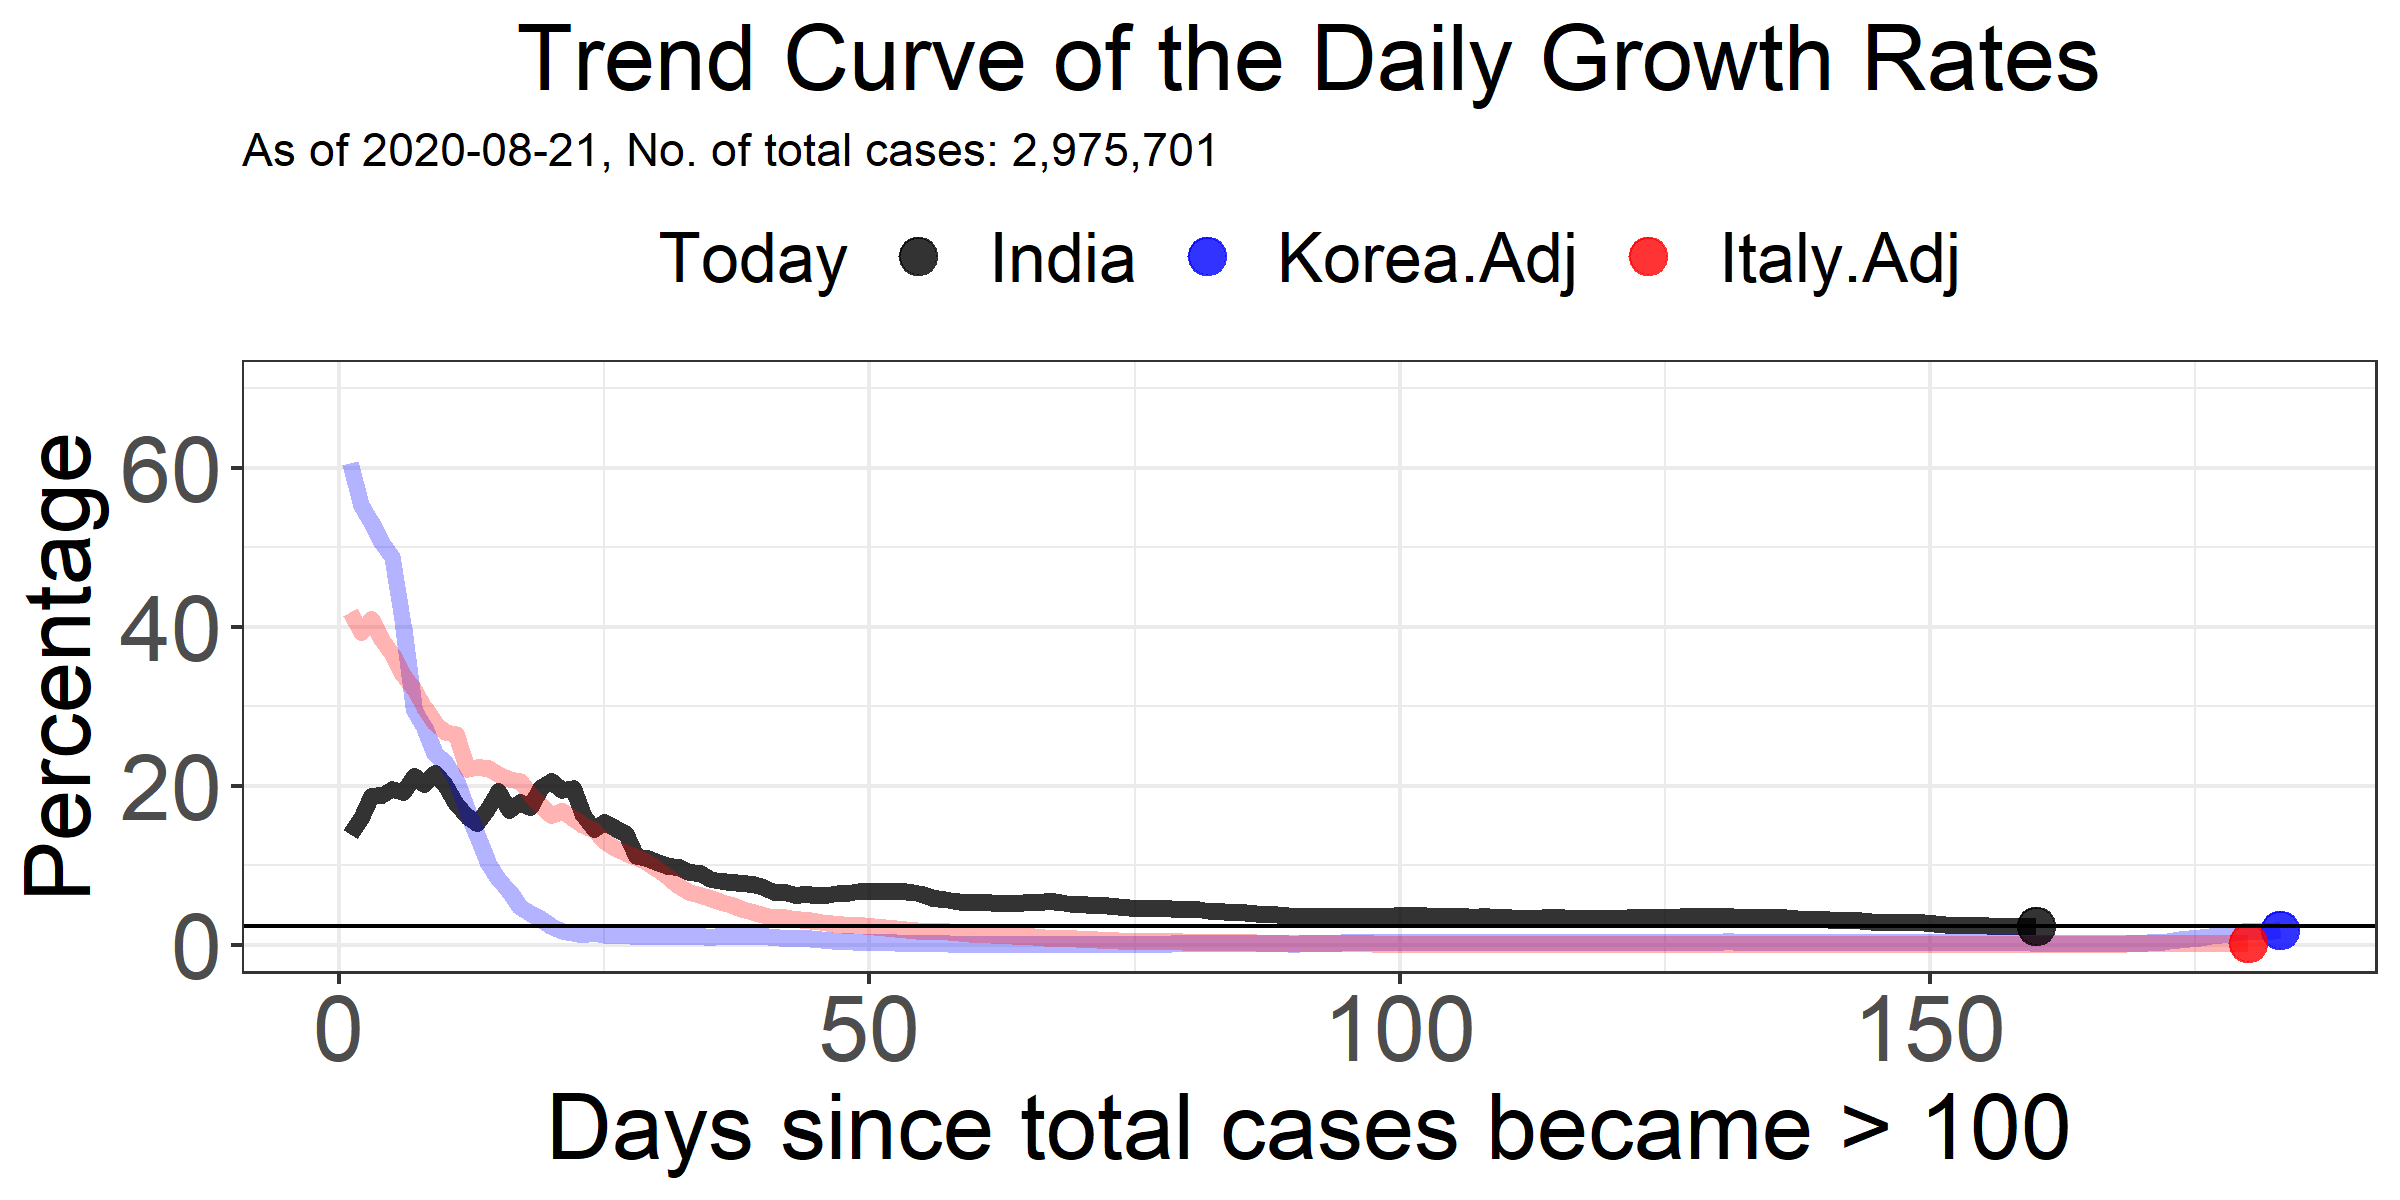 Trend Curve of the Daily Growth Rates
As of 2020-08-21, No. of total cases: 2,975,701
Today India Korea.Adj Italy.Adj
Percentage
60
40
20
0
0 50 100 150
Days since total cases became > 100